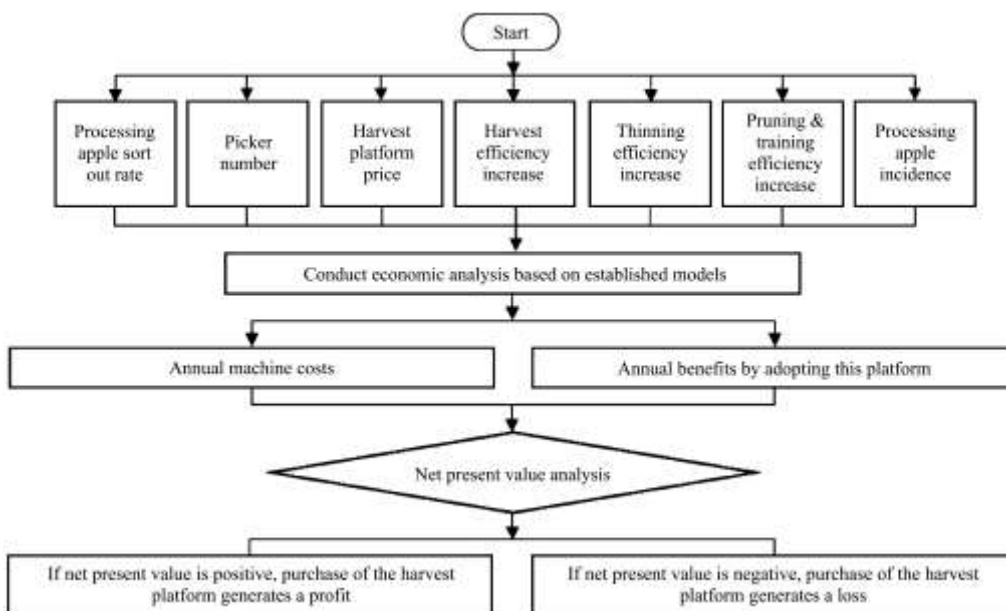 Start
Processing
apple sort
out rate
Picker
number
Harvest
platform
price
Harvest
efficiency
increase
Thinning
efficiency
increase
Pruning &
training
efficiency
increase
Processing
apple
incidence
Conduct economic analysis based on established models
Annual machine costs
Annual benefits by adopting this platform
Net present value analysis
If net present value is positive, purchase of the harvest
platform generates a profit
If net present value is negative, purchase of the harvest
platform generates a loss